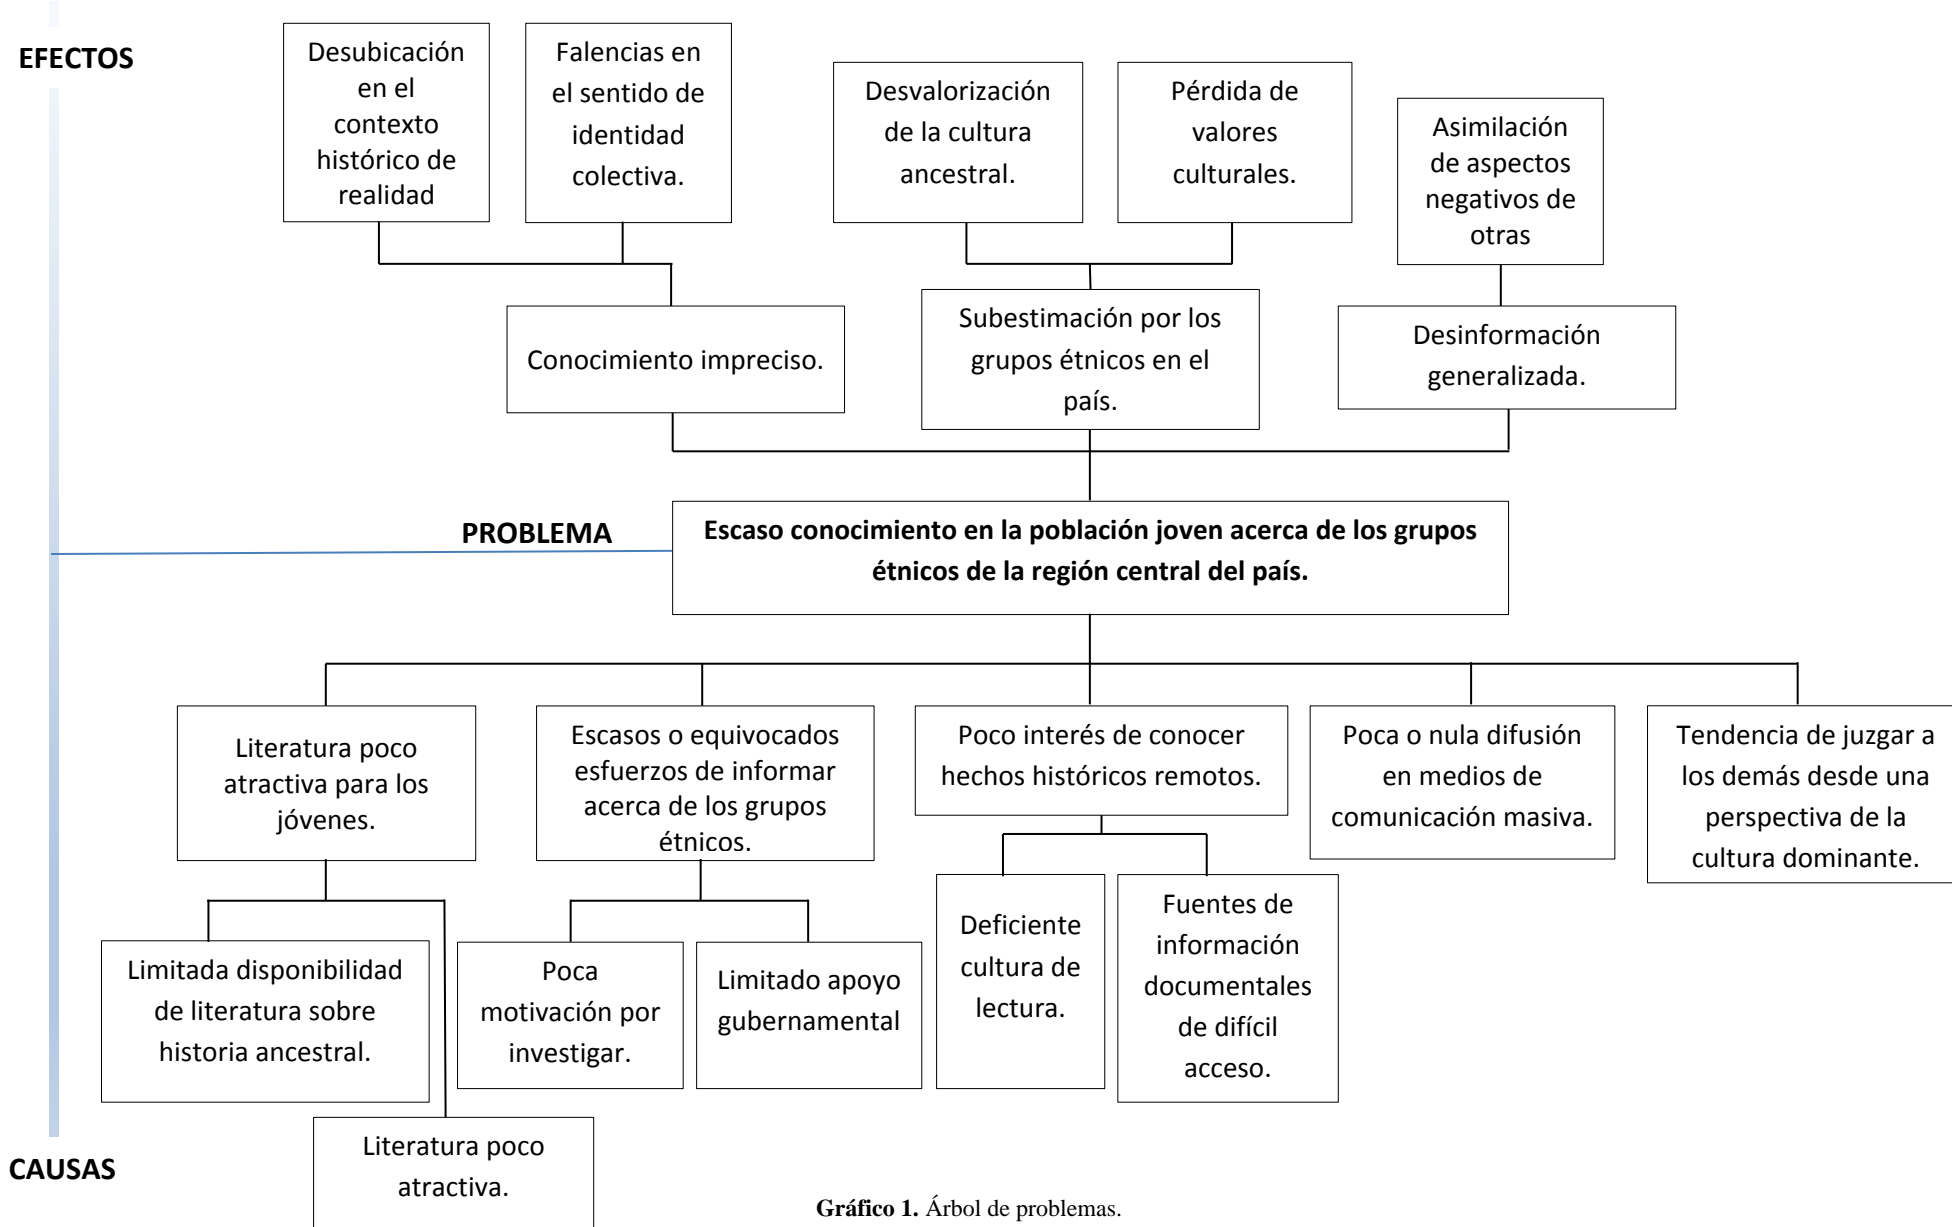 EFECTOS
Desubicación
en el
contexto
histórico de
realidad
Falencias en
el sentido de
identidad
colectiva.
Desvalorización
de la cultura
ancestral.
Pérdida de
valores
culturales.
Asimilación
de aspectos
negativos de
otras
Conocimiento impreciso.
Subestimación por los
grupos étnicos en el
país.
Desinformación
generalizada.
PROBLEMA
Escaso conocimiento en la población joven acerca de los grupos
étnicos de la región central del país.
Literatura poco
atractiva para los
jóvenes.
Escasos o equivocados
esfuerzos de informar
acerca de los grupos
étnicos.
Poco interés de conocer
hechos históricos remotos.
Poca o nula difusión
en medios de
comunicación masiva.
Tendencia de juzgar a
los demás desde una
perspectiva de la
cultura dominante.
Limitada disponibilidad
de literatura sobre
historia ancestral.
Literatura poco
atractiva.
Poca
motivación por
investigar.
Limitado apoyo
gubernamental
Deficiente
cultura de
lectura.
Fuentes de
información
documentales
de difícil
acceso.
CAUSAS
Gráfico 1. Árbol de problemas.